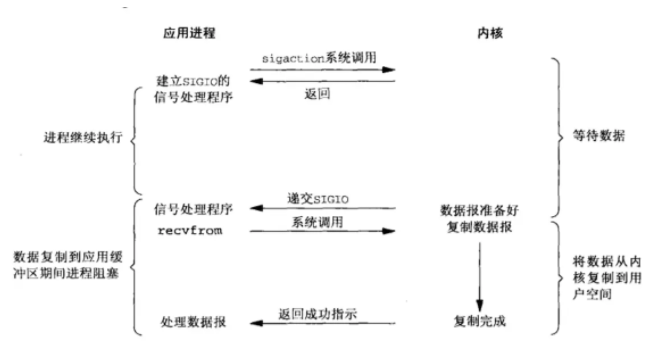 应用进程
内核
sigaction系统调用
建立SIGIO的
信号处理程序
返回
进程继续执行
等待数据
递交SIGIO
信号处理程序
数据报准备好
系统调用
recvfrom
复制数据报
数据复制到应用缓
冲区期间进程阻塞
将数据从内
核复制到用
户空间
返回成功指示
处理数据报
复制完成